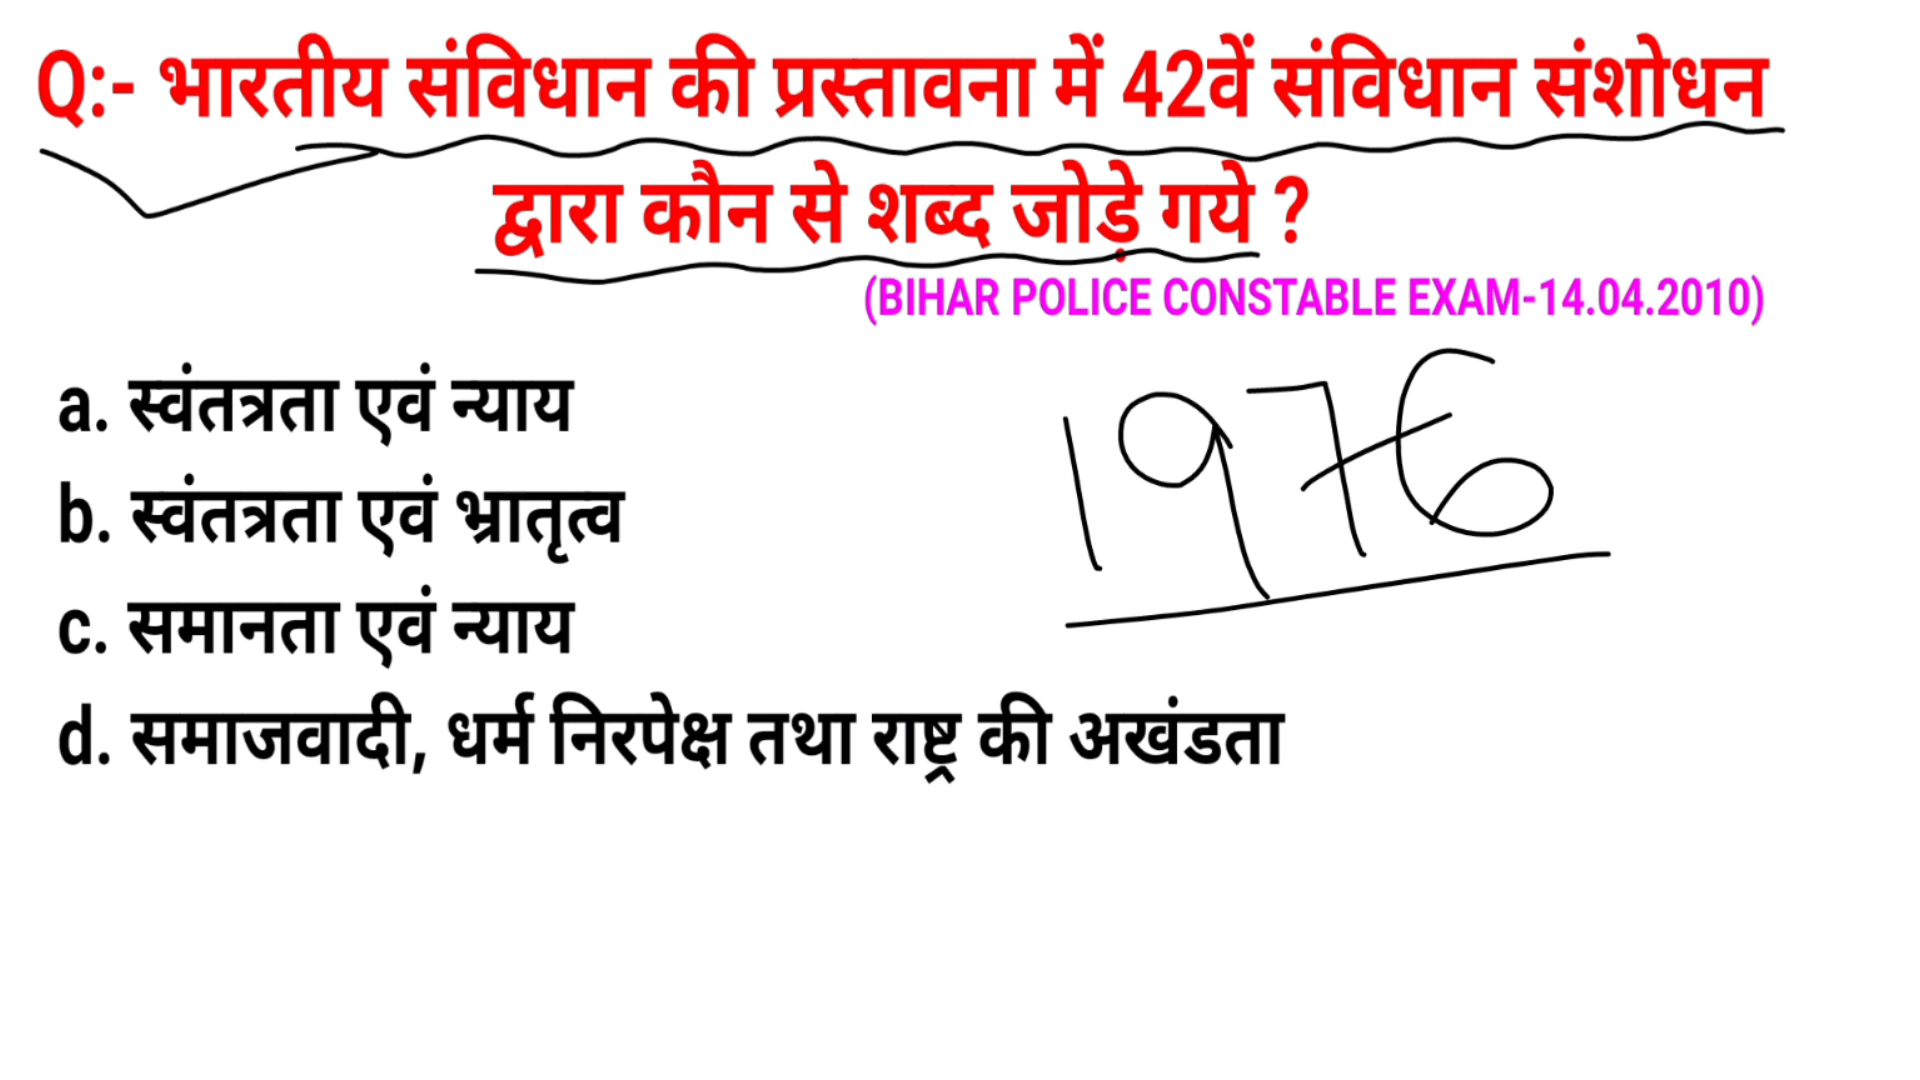 Q:- भारतीय संविधान की प्रस्तावना में 42वें संविधान संशोधन
द्वारा कौन से शब्द जोड़े गये ?
(BIHAR POLICE CONSTABLE EXAM-14.04.2010)
a. स्वंतत्रता एवं न्याय
b. स्वंतत्रता एवं भ्रातृत्व
c. समानता एवं न्याय
d. समाजवादी, धर्म निरपेक्ष तथा राष्ट्र की अखंडता
1976